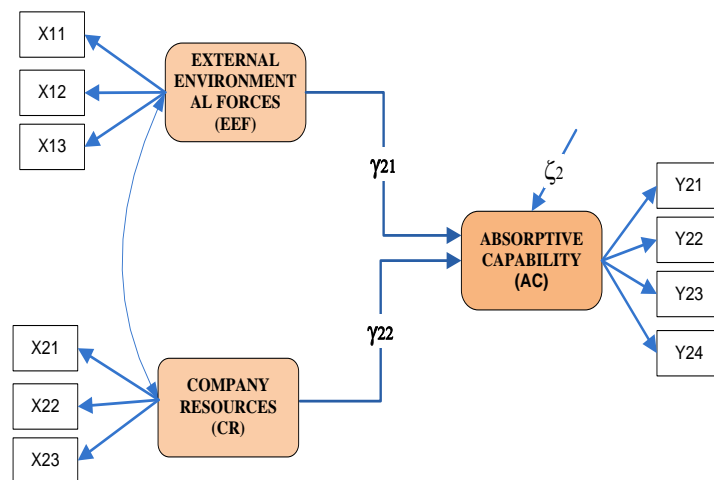 X11
X12
X13
EXTERNAL
ENVIRONMENT
AL FORCES
(EEF)
γ21
ζ2
Y21
Y22
Y23
Y24
ABSORPTIVE
CAPABILITY
(AC)
γ22
X21
X22
X23
COMPANY
RESOURCES
(CR)